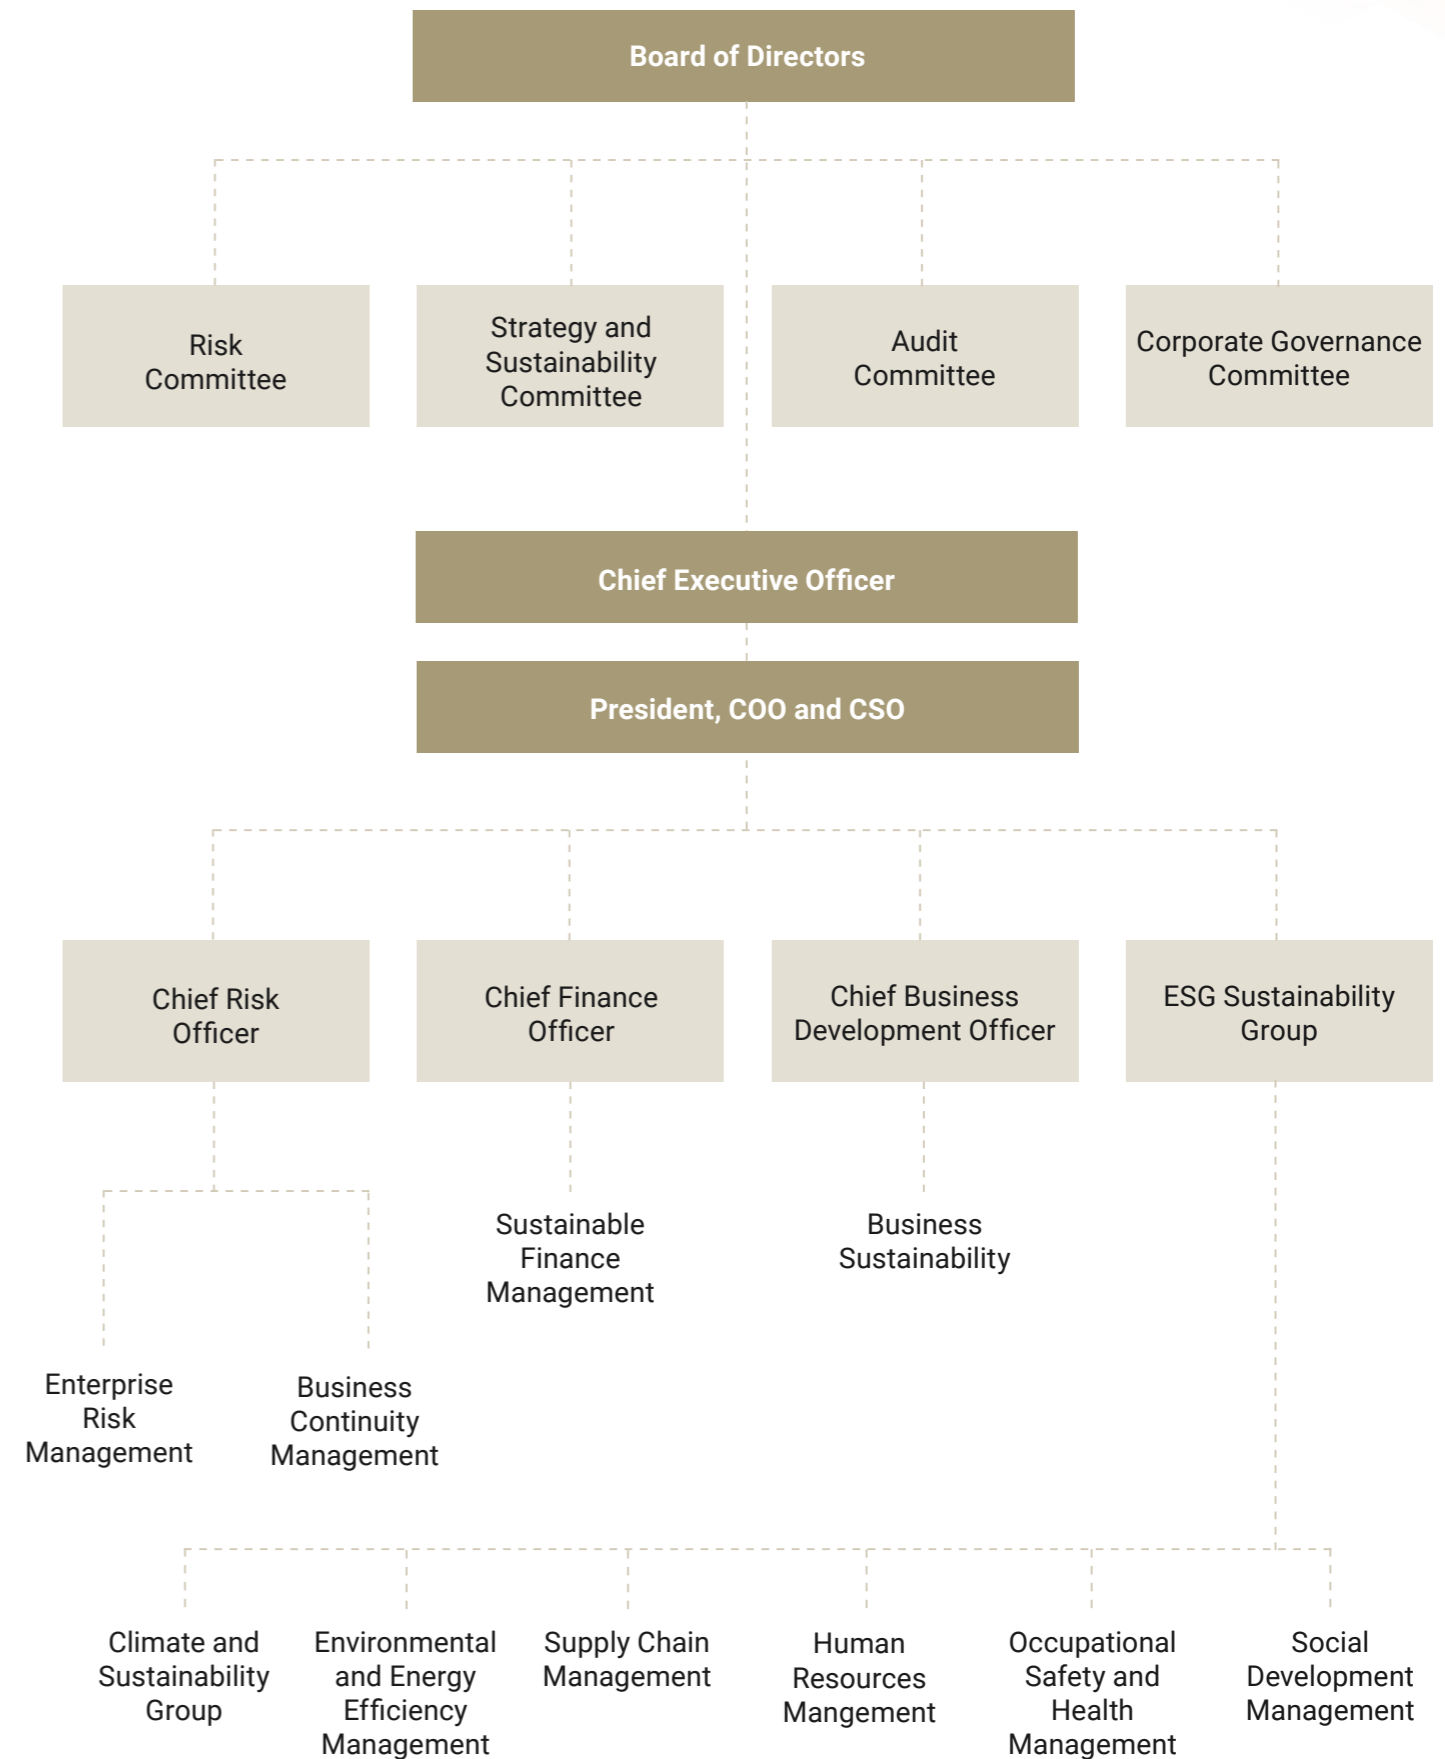 Board of Directors
Risk
Committee
Strategy and
Sustainability
Committee
Audit
Committee
Corporate Governance
Committee
Chief Executive Officer
President, COO and CSO
Chief Risk
Officer
Chief Finance
Officer
Chief Business
Development Officer
ESG Sustainability
Group
Sustainable
Finance
Management
Business
Sustainability
Enterprise
Risk
Management
Business
Continuity
Management
Climate and
Sustainability
Group
Environmental
and Energy
Efficiency
Management
Supply Chain
Management
Human
Resources
Mangement
Occupational
Safety and
Health
Management
Social
Development
Management